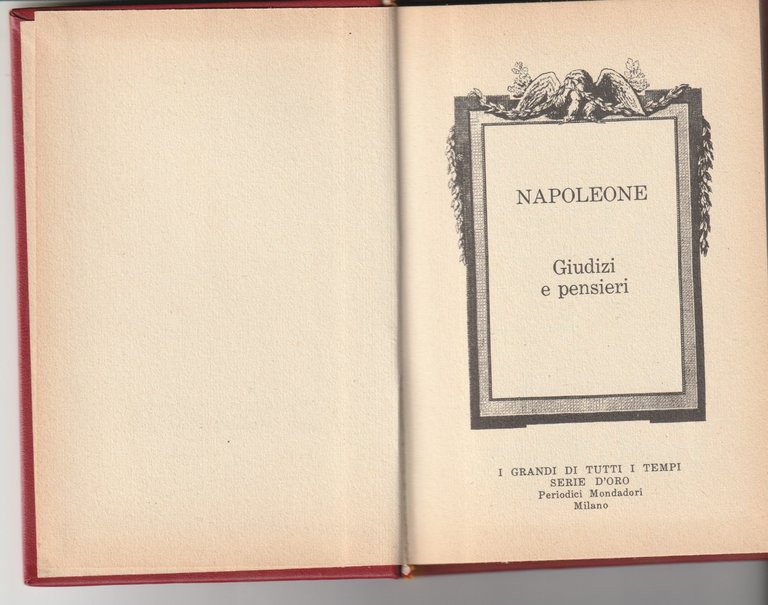 NAPOLEONE
Giudizi
e pensieri
I GRANDI DI TUTTI I TEMPI
SERIE D'ORO
Periodici Mondadori
Milano